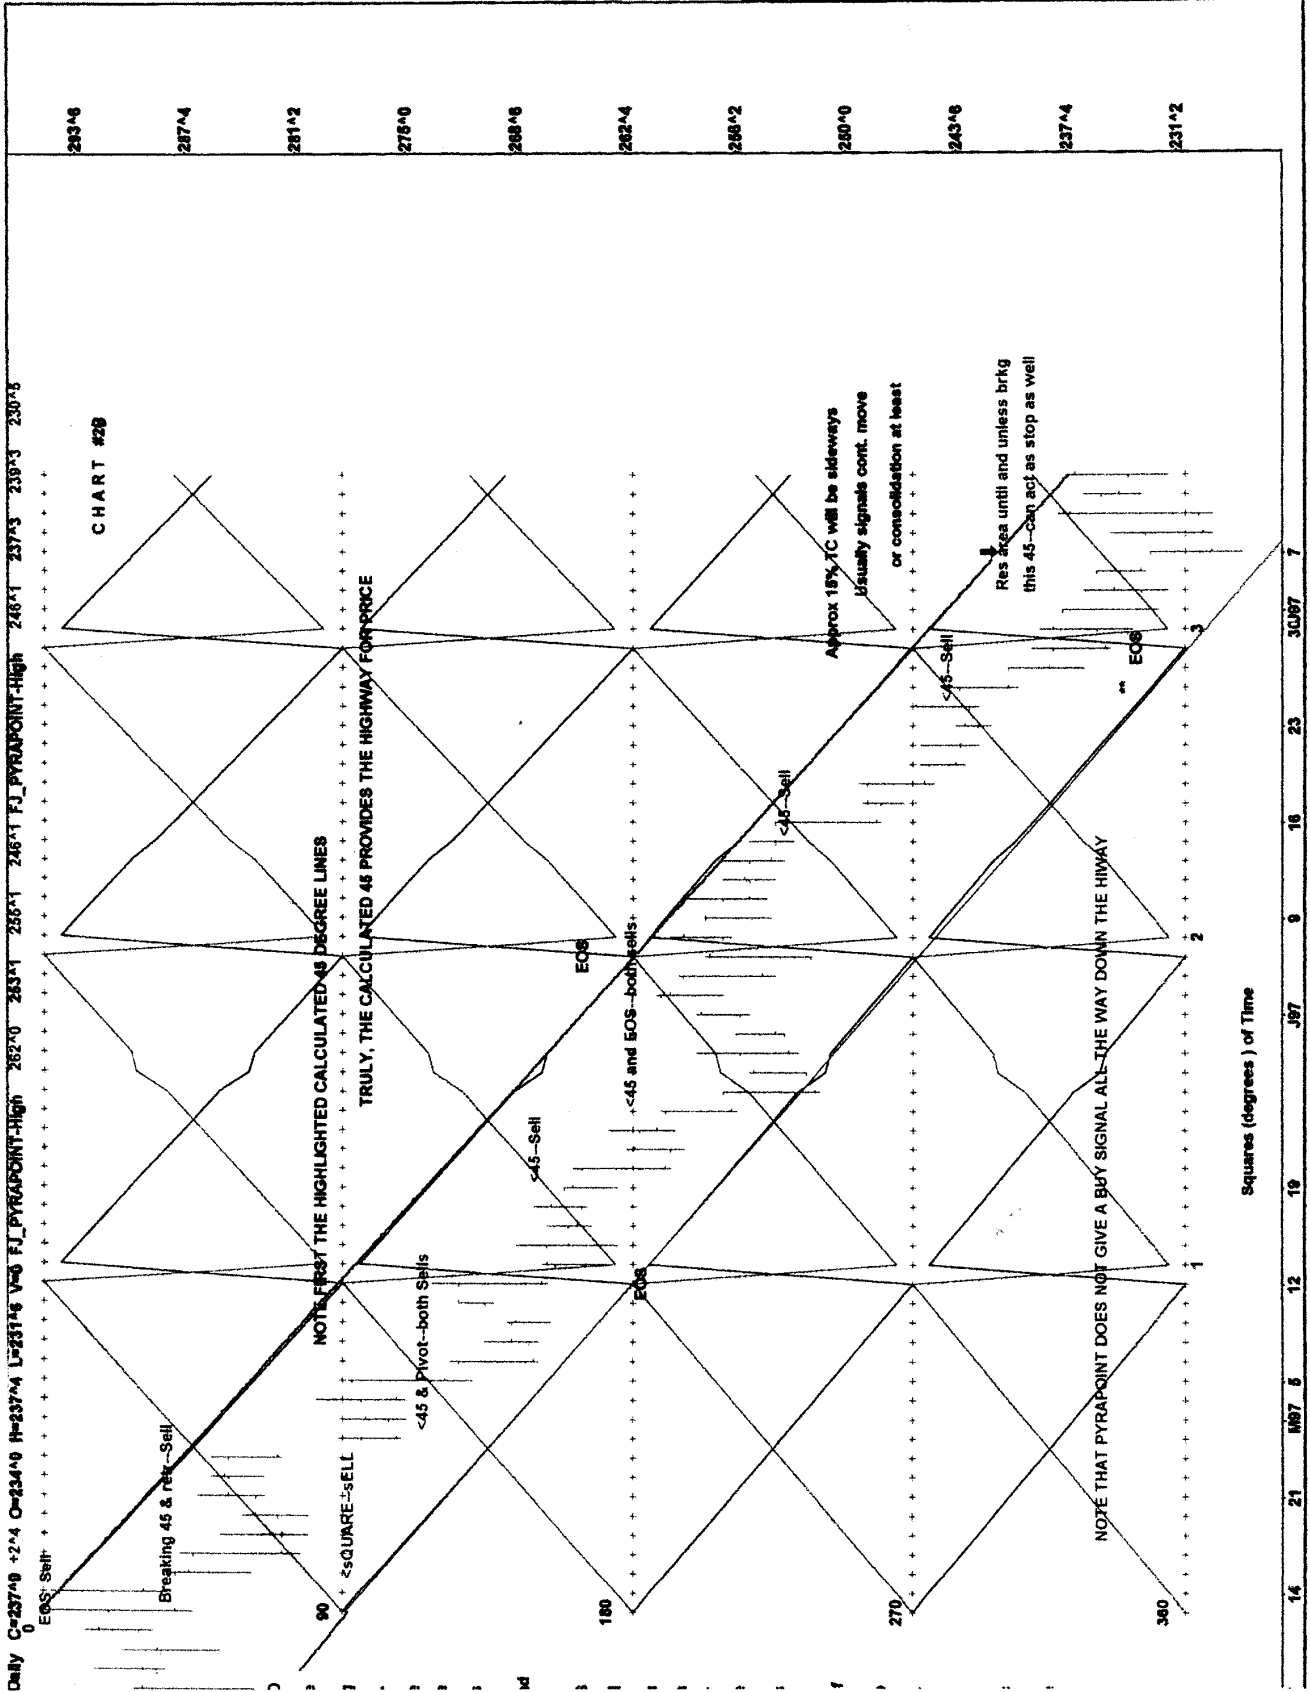 Daily C=237^0 +2^4 O=234^0 H=237^4 L=231^6 V=0 FJ_PYRAPOINT-High 262^0 263^1 255^1 246^1 FJ_PYRAPOINT-High 246^1 237^3 239^3 230^5
0
EOS Sell
CHART #2B
293^6
287^4
281^2
275^0
268^6
262^4
256^2
250^0
243^6
237^4
231^2
Breaking 45 & retr--Sell
NOTE FIRST THE HIGHLIGHTED CALCULATED 45 DEGREE LINES
90
<sQUARE--sELL
TRULY, THE CALCULATED 45 PROVIDES THE HIGHWAY FOR PRICE
<45 & Pivot--both Sells
<45--Sell
EOS
180
EOS
<45 and EOS--both sells
<45--Sell
Approx 15% TC will be sideways
Usually signals cont. move
or consolidation at least
270
<45--Sell
Res area until and unless brkg
this 45--can act as stop as well
NOTE THAT PYRAPOINT DOES NOT GIVE A BUY SIGNAL ALL THE WAY DOWN THE HIWAY
**
EOS
360
1
2
3
Squares (degrees ) of Time
14
21
M97
5
12
19
J97
9
16
23
30J97
7